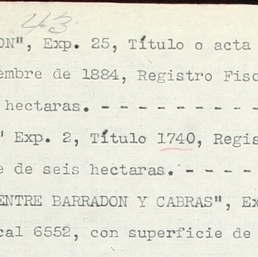 43
ON", Exp. 25, Título o acta
embre de 1884, Registro Fisc
hectaras. - - - - - - - - - -
" Exp. 2, Título 1740, Regis
e de seis hectaras. - - - - -
ENTRE BARRADON Y CABRAS", Ex
cal 6552, con superficie de